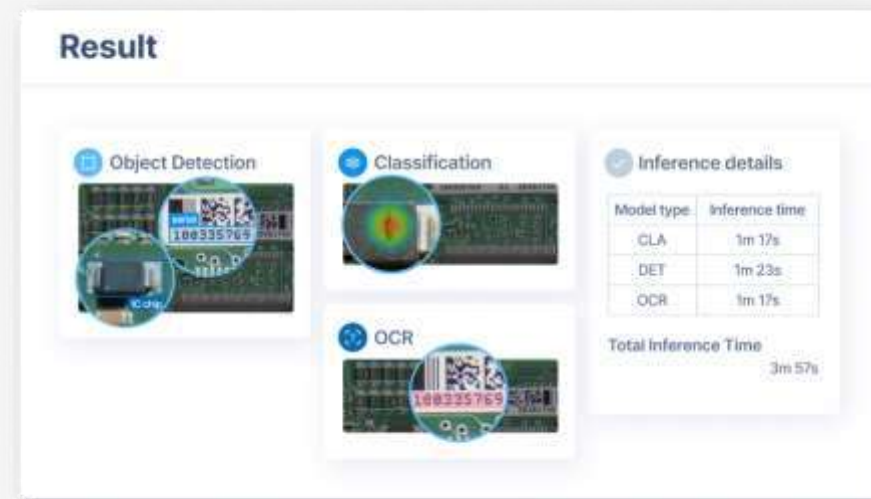 Result
Object Detection
100335769
IC chip
Classification
OCR
100335769
Inference details
Model type Inference time
CLA 1m 17s
DET 1m 23s
OCR 1m 17s
Total Inference Time
3m 57s